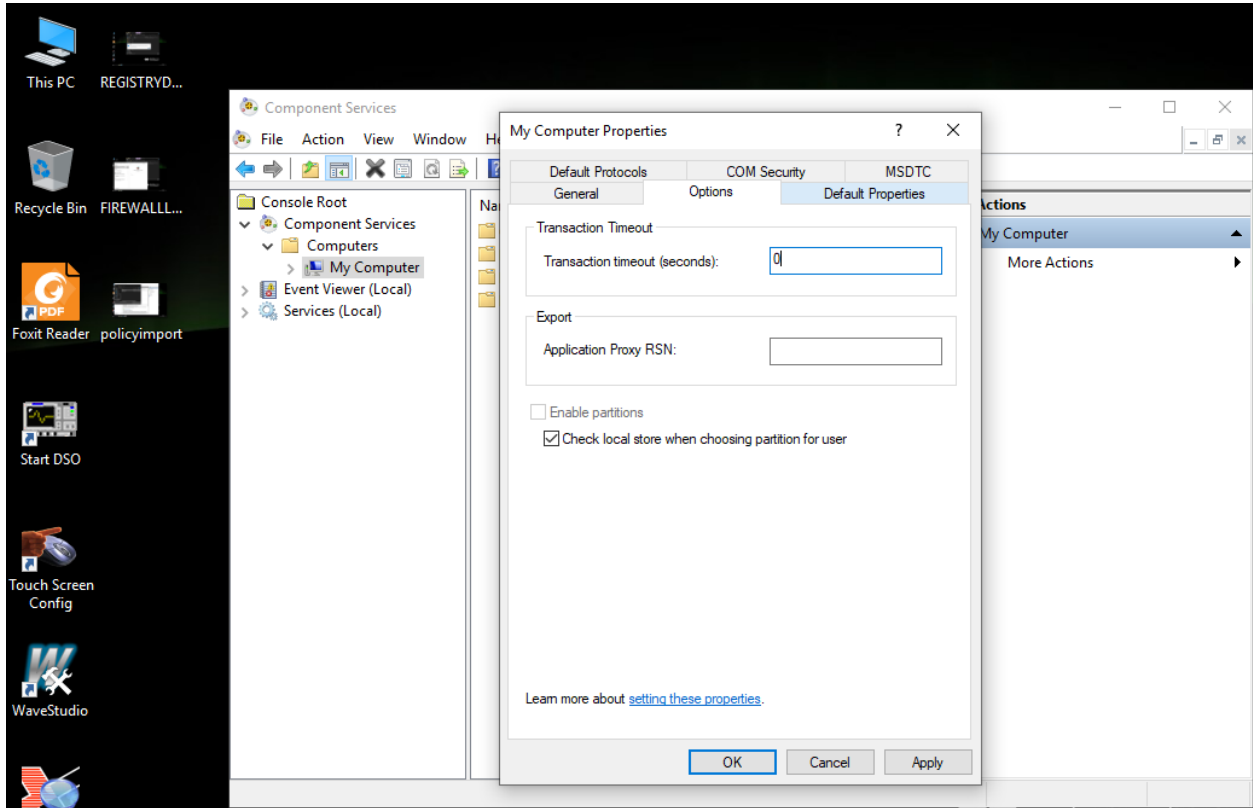 This PC
REGISTRYD...
Recycle Bin
FIREWALLL...
PDF
Foxit Reader
policyimport
Start DSO
Touch Screen
Config
WaveStudio
Component Services
File Action View Window He
Console Root
Component Services
Computers
My Computer
Event Viewer (Local)
Services (Local)
Na
My Computer Properties
?
Default Protocols COM Security MSDTC
General Options Default Properties
Transaction Timeout
Transaction timeout (seconds): 0
Export
Application Proxy RSN:
Enable partitions
Check local store when choosing partition for user
Learn more about setting these properties.
OK Cancel Apply
Actions
My Computer
More Actions